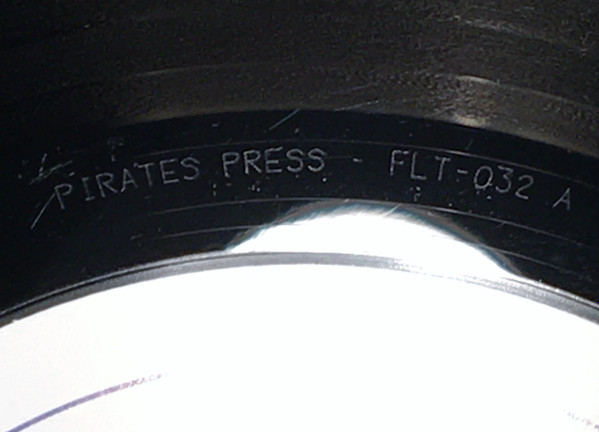 PIRATES PRESS - FLT-032 A